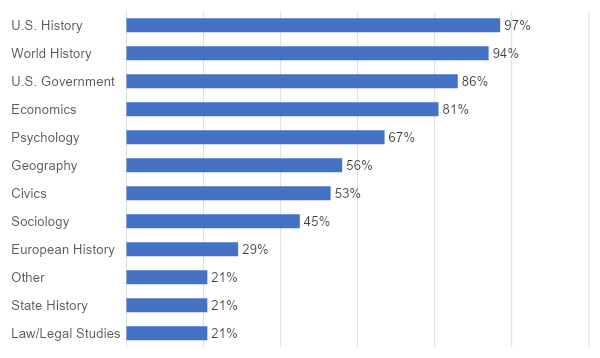 U.S. History 97%
World History 94%
U.S. Government 86%
Economics 81%
Psychology 67%
Geography 56%
Civics 53%
Sociology 45%
European History 29%
Other 21%
State History 21%
Law/Legal Studies 21%